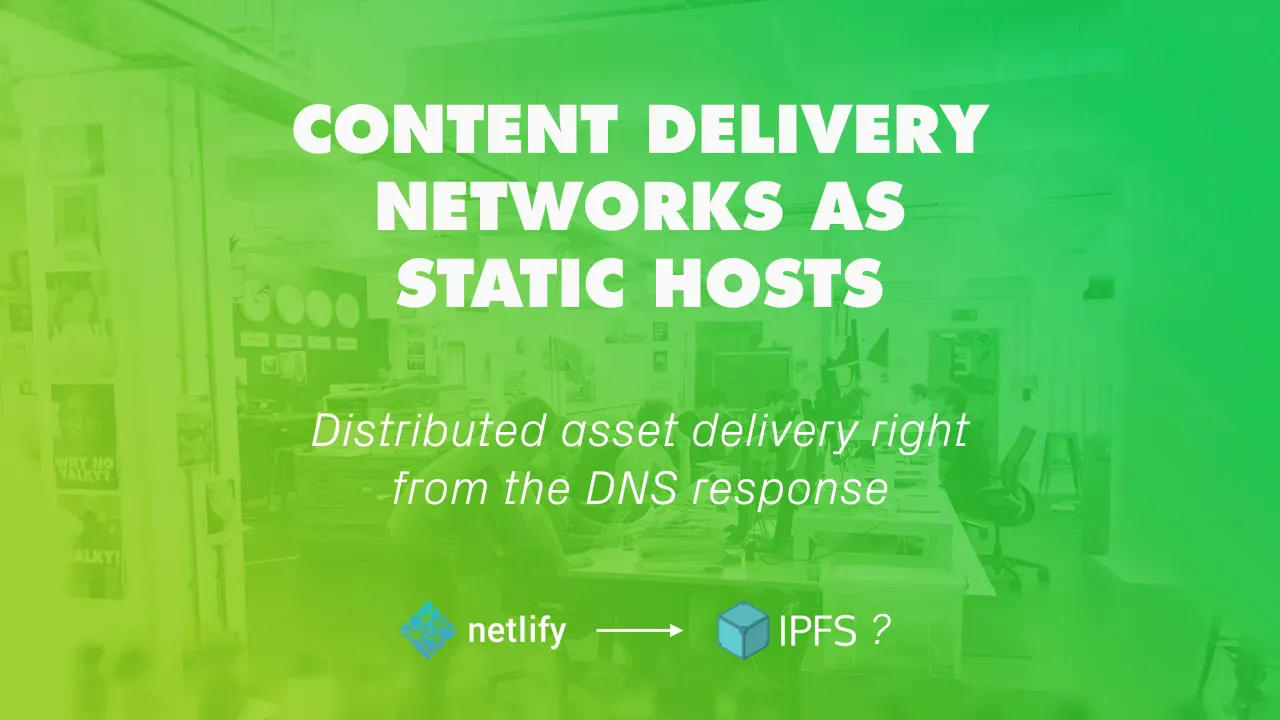 CONTENT DELIVERY
NETWORKS AS
STATIC HOSTS
Distributed asset delivery right
from the DNS response
netlify
IPFS ?
WHY NO
TALKY?
TALKY!